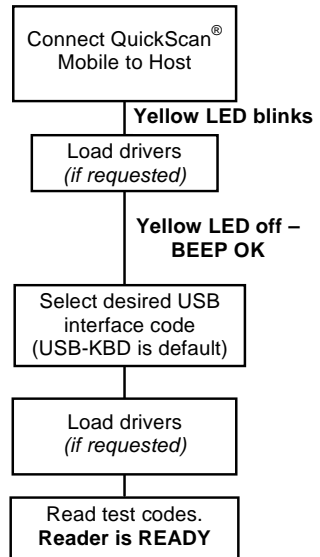 Connect QuickScan®
Mobile to Host
Yellow LED blinks
Load drivers
(if requested)
Yellow LED off –
BEEP OK
Select desired USB
interface code
(USB-KBD is default)
Load drivers
(if requested)
Read test codes.
Reader is READY